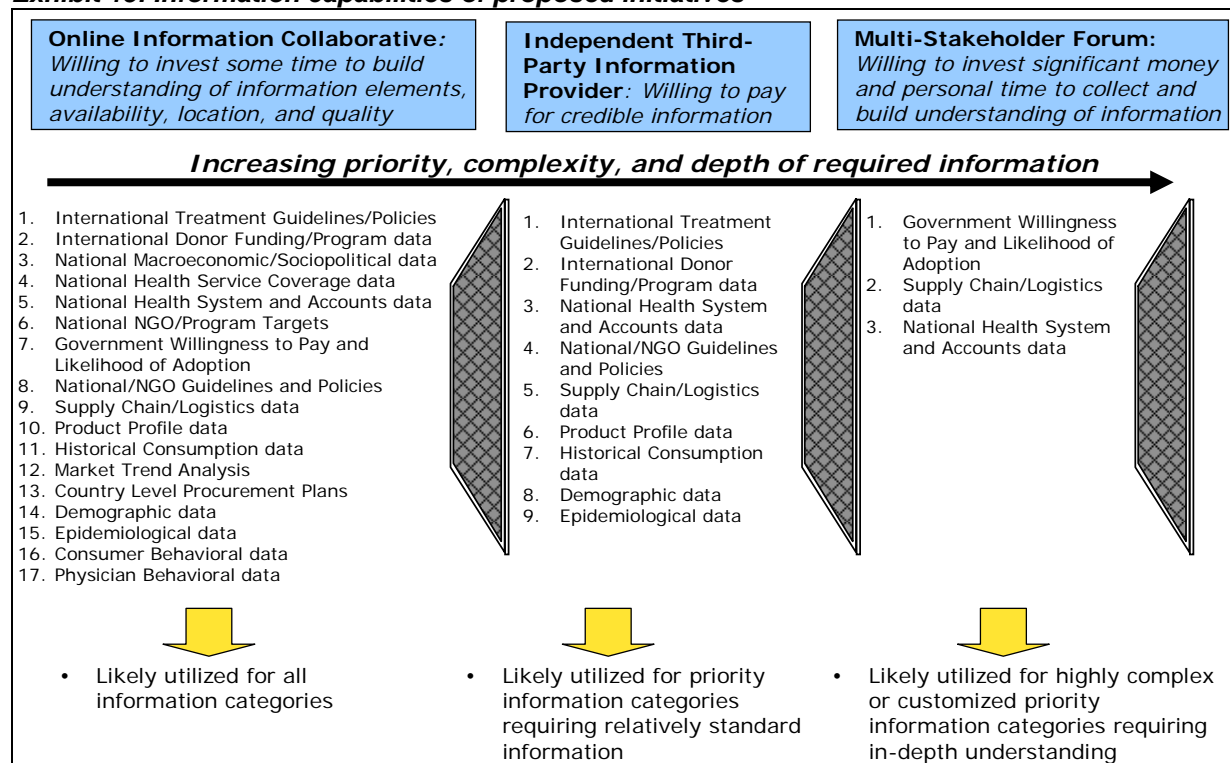 Exhibit 16: Information capabilities of proposed initiatives
Online Information Collaborative:
Willing to invest some time to build
understanding of information elements,
availability, location, and quality
Independent Third-
Party Information
Provider: Willing to pay
for credible information
Multi-Stakeholder Forum:
Willing to invest significant money
and personal time to collect and
build understanding of information
Increasing priority, complexity, and depth of required information
1. International Treatment Guidelines/Policies
2. International Donor Funding/Program data
3. National Macroeconomic/Sociopolitical data
4. National Health Service Coverage data
5. National Health System and Accounts data
6. National NGO/Program Targets
7. Government Willingness to Pay and
Likelihood of Adoption
8. National/NGO Guidelines and Policies
9. Supply Chain/Logistics data
10. Product Profile data
11. Historical Consumption data
12. Market Trend Analysis
13. Country Level Procurement Plans
14. Demographic data
15. Epidemiological data
16. Consumer Behavioral data
17. Physician Behavioral data
1. International Treatment
Guidelines/Policies
2. International Donor
Funding/Program data
3. National Health System
and Accounts data
4. National/NGO Guidelines
and Policies
5. Supply Chain/Logistics
data
6. Product Profile data
7. Historical Consumption
data
8. Demographic data
9. Epidemiological data
1. Government Willingness
to Pay and Likelihood of
Adoption
2. Supply Chain/Logistics
data
3. National Health System
and Accounts data
• Likely utilized for all
information categories
• Likely utilized for priority
information categories
requiring relatively standard
information
• Likely utilized for highly complex
or customized priority
information categories requiring
in-depth understanding